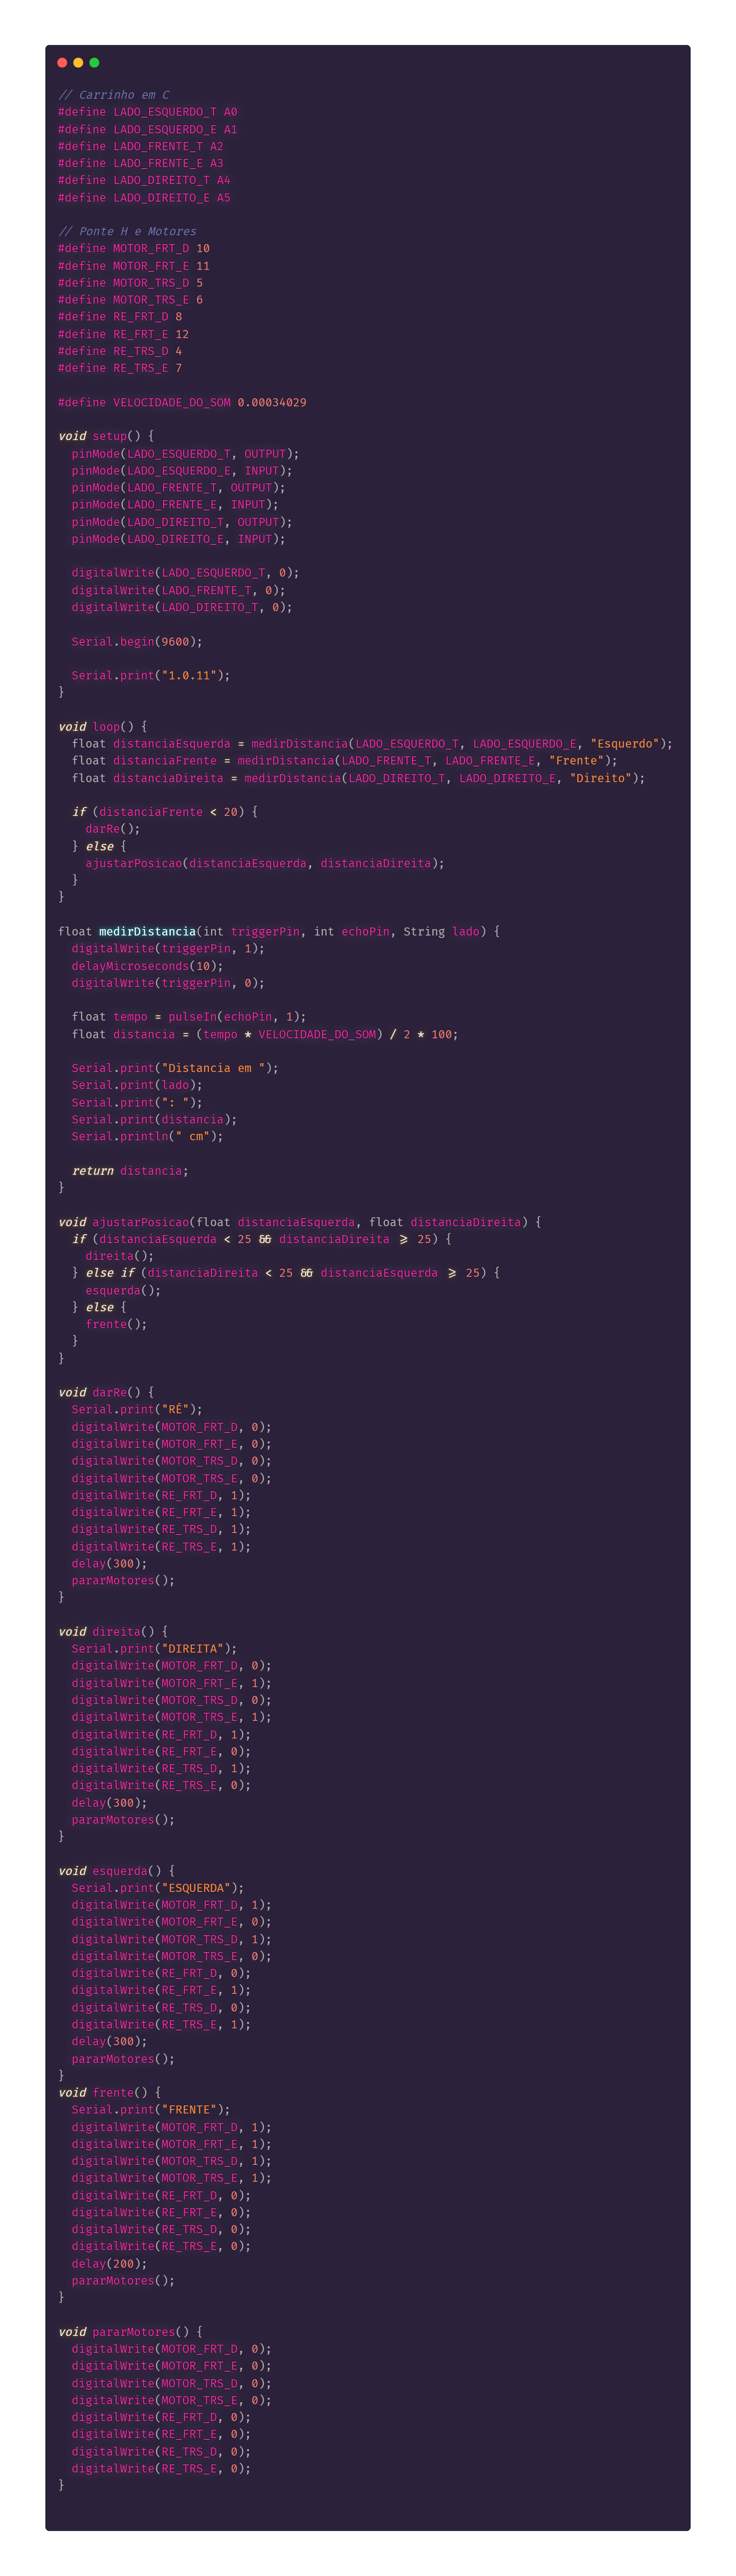 // Carrinho em C
#define LADO_ESQUERDO_T A0
#define LADO_ESQUERDO_E A1
#define LADO_FRENTE_T A2
#define LADO_FRENTE_E A3
#define LADO_DIREITO_T A4
#define LADO_DIREITO_E A5

// Ponte H e Motores
#define MOTOR_FRT_D 10
#define MOTOR_FRT_E 11
#define MOTOR_TRS_D 5
#define MOTOR_TRS_E 6
#define RE_FRT_D 8
#define RE_FRT_E 12
#define RE_TRS_D 4
#define RE_TRS_E 7

#define VELOCIDADE_DO_SOM 0.00034029

void setup() {
  pinMode(LADO_ESQUERDO_T, OUTPUT);
  pinMode(LADO_ESQUERDO_E, INPUT);
  pinMode(LADO_FRENTE_T, OUTPUT);
  pinMode(LADO_FRENTE_E, INPUT);
  pinMode(LADO_DIREITO_T, OUTPUT);
  pinMode(LADO_DIREITO_E, INPUT);

  digitalWrite(LADO_ESQUERDO_T, 0);
  digitalWrite(LADO_FRENTE_T, 0);
  digitalWrite(LADO_DIREITO_T, 0);

  Serial.begin(9600);

  Serial.print("1.0.11");
}

void loop() {
  float distanciaEsquerda = medirDistancia(LADO_ESQUERDO_T, LADO_ESQUERDO_E, "Esquerdo");
  float distanciaFrente = medirDistancia(LADO_FRENTE_T, LADO_FRENTE_E, "Frente");
  float distanciaDireita = medirDistancia(LADO_DIREITO_T, LADO_DIREITO_E, "Direito");

  if (distanciaFrente < 20) {
    darRe();
  } else {
    ajustarPosicao(distanciaEsquerda, distanciaDireita);
  }
}

float medirDistancia(int triggerPin, int echoPin, String lado) {
  digitalWrite(triggerPin, 1);
  delayMicroseconds(10);
  digitalWrite(triggerPin, 0);

  float tempo = pulseIn(echoPin, 1);
  float distancia = (tempo * VELOCIDADE_DO_SOM) / 2 * 100;

  Serial.print("Distancia em ");
  Serial.print(lado);
  Serial.print(": ");
  Serial.print(distancia);
  Serial.println(" cm");

  return distancia;
}

void ajustarPosicao(float distanciaEsquerda, float distanciaDireita) {
  if (distanciaEsquerda < 25 && distanciaDireita >= 25) {
    direita();
  } else if (distanciaDireita < 25 && distanciaEsquerda >= 25) {
    esquerda();
  } else {
    frente();
  }
}

void darRe() {
  Serial.print("RÉ");
  digitalWrite(MOTOR_FRT_D, 0);
  digitalWrite(MOTOR_FRT_E, 0);
  digitalWrite(MOTOR_TRS_D, 0);
  digitalWrite(MOTOR_TRS_E, 0);
  digitalWrite(RE_FRT_D, 1);
  digitalWrite(RE_FRT_E, 1);
  digitalWrite(RE_TRS_D, 1);
  digitalWrite(RE_TRS_E, 1);
  delay(300);
  pararMotores();
}

void direita() {
  Serial.print("DIREITA");
  digitalWrite(MOTOR_FRT_D, 0);
  digitalWrite(MOTOR_FRT_E, 1);
  digitalWrite(MOTOR_TRS_D, 0);
  digitalWrite(MOTOR_TRS_E, 1);
  digitalWrite(RE_FRT_D, 1);
  digitalWrite(RE_FRT_E, 0);
  digitalWrite(RE_TRS_D, 1);
  digitalWrite(RE_TRS_E, 0);
  delay(300);
  pararMotores();
}

void esquerda() {
  Serial.print("ESQUERDA");
  digitalWrite(MOTOR_FRT_D, 1);
  digitalWrite(MOTOR_FRT_E, 0);
  digitalWrite(MOTOR_TRS_D, 1);
  digitalWrite(MOTOR_TRS_E, 0);
  digitalWrite(RE_FRT_D, 0);
  digitalWrite(RE_FRT_E, 1);
  digitalWrite(RE_TRS_D, 0);
  digitalWrite(RE_TRS_E, 1);
  delay(300);
  pararMotores();
}
void frente() {
  Serial.print("FRENTE");
  digitalWrite(MOTOR_FRT_D, 1);
  digitalWrite(MOTOR_FRT_E, 1);
  digitalWrite(MOTOR_TRS_D, 1);
  digitalWrite(MOTOR_TRS_E, 1);
  digitalWrite(RE_FRT_D, 0);
  digitalWrite(RE_FRT_E, 0);
  digitalWrite(RE_TRS_D, 0);
  digitalWrite(RE_TRS_E, 0);
  delay(200);
  pararMotores();
}

void pararMotores() {
  digitalWrite(MOTOR_FRT_D, 0);
  digitalWrite(MOTOR_FRT_E, 0);
  digitalWrite(MOTOR_TRS_D, 0);
  digitalWrite(MOTOR_TRS_E, 0);
  digitalWrite(RE_FRT_D, 0);
  digitalWrite(RE_FRT_E, 0);
  digitalWrite(RE_TRS_D, 0);
  digitalWrite(RE_TRS_E, 0);
}